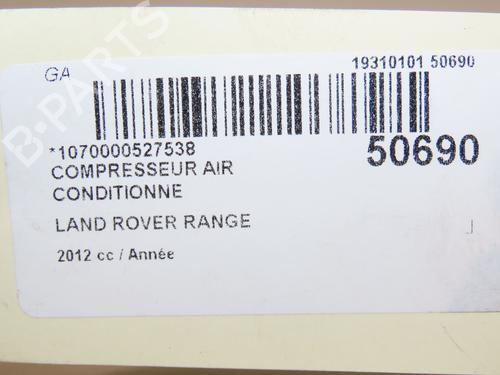 GA
19310101 50690
*1070000527538
50690
COMPRESSEUR AIR
CONDITIONNE
LAND ROVER RANGE
2012 cc / Année
B-PARTS